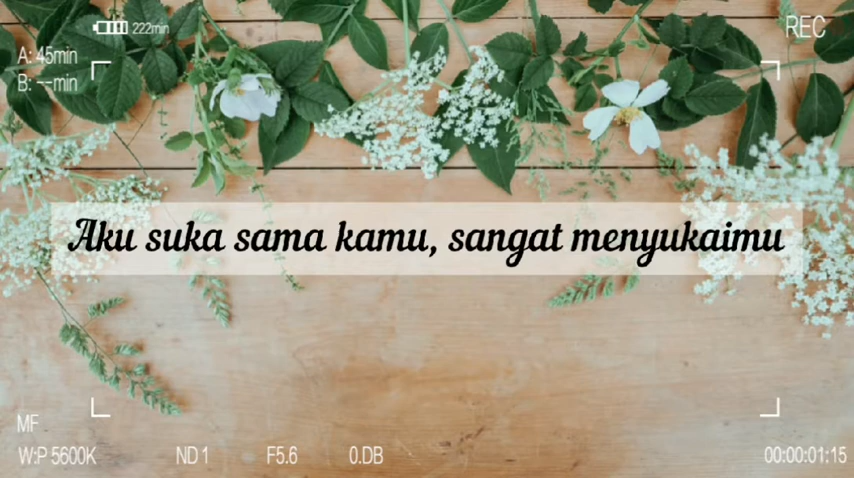 222min
REC
A: 45min
B: --min
Aku suka sama kamu, sangat menyukaimu
MF
W:P 5600K ND 1 F5.6 0.DB 00:00:01:15